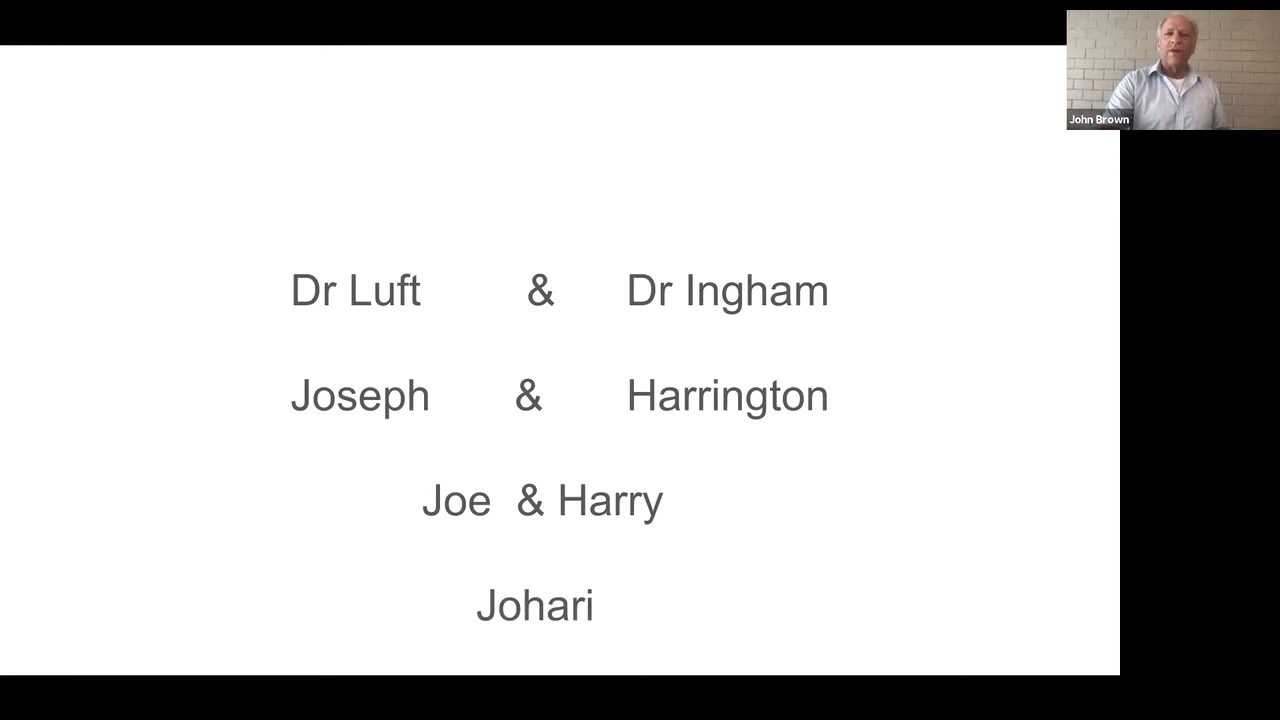 John Brown
Dr Luft & Dr Ingham
Joseph & Harrington
Joe & Harry
Johari